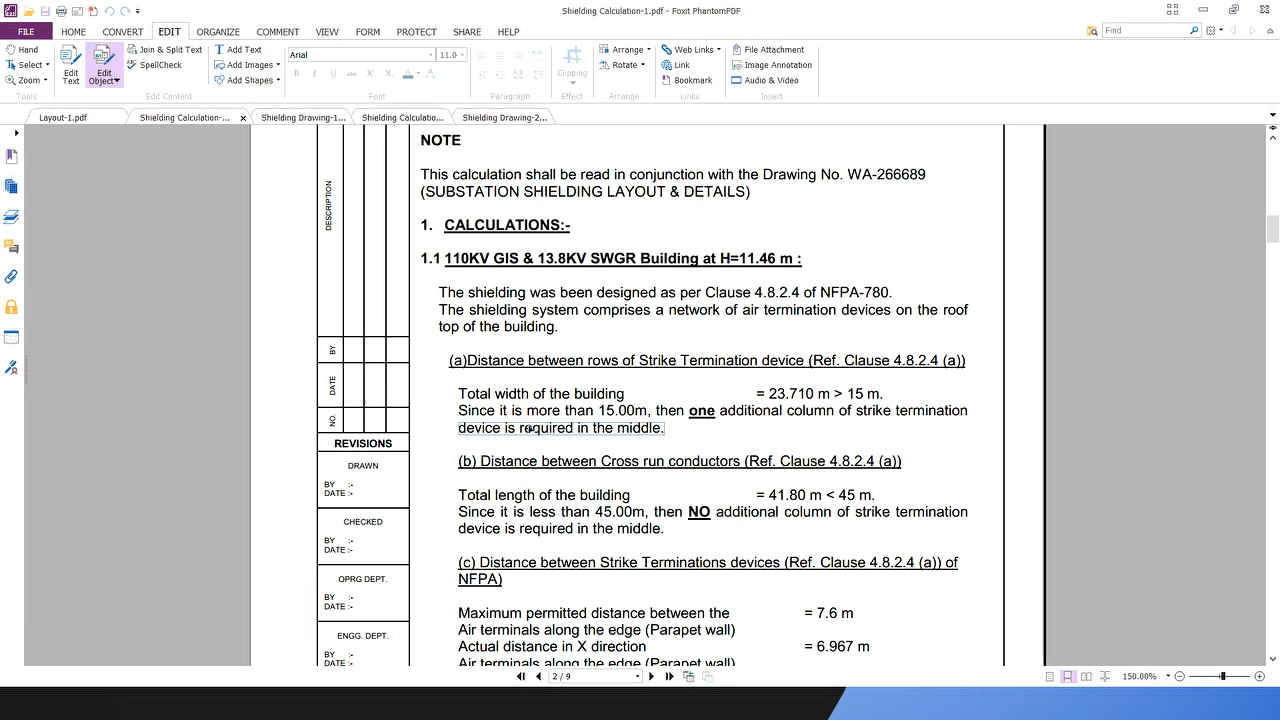 Shielding Calculation-1.pdf - Foxit PhantomPDF
FILE HOME CONVERT EDIT ORGANIZE COMMENT VIEW FORM PROTECT SHARE HELP
Find
Hand
Select
Zoom
Tools
Edit Text
Edit Object
Join & Split Text
SpellCheck
Edit Content
Add Text
Add Images
Add Shapes
Arial 11.0
Font
Paragraph
Clipping
Effect
Arrange
Rotate
Arrange
Web Links
Link
Bookmark
Links
File Attachment
Image Annotation
Audio & Video
Insert
Layout-1.pdf Shielding Calculation-... Shielding Drawing-1... Shielding Calculatio... Shielding Drawing-2...
NOTE
This calculation shall be read in conjunction with the Drawing No. WA-266689
(SUBSTATION SHIELDING LAYOUT & DETAILS)
1. CALCULATIONS:-
1.1 110KV GIS & 13.8KV SWGR Building at H=11.46 m :
The shielding was been designed as per Clause 4.8.2.4 of NFPA-780.
The shielding system comprises a network of air termination devices on the roof
top of the building.
(a)Distance between rows of Strike Termination device (Ref. Clause 4.8.2.4 (a))
Total width of the building = 23.710 m > 15 m.
Since it is more than 15.00m, then one additional column of strike termination
device is required in the middle.
(b) Distance between Cross run conductors (Ref. Clause 4.8.2.4 (a))
Total length of the building = 41.80 m < 45 m.
Since it is less than 45.00m, then NO additional column of strike termination
device is required in the middle.
(c) Distance between Strike Terminations devices (Ref. Clause 4.8.2.4 (a)) of
NFPA)
Maximum permitted distance between the = 7.6 m
Air terminals along the edge (Parapet wall)
Actual distance in X direction = 6.967 m
Air terminals along the edge (Parapet wall)
DESCRIPTION
BY
DATE
NO.
REVISIONS
DRAWN
BY :-
DATE :-
CHECKED
BY :-
DATE :-
OPRG DEPT.
BY :-
DATE :-
ENGG. DEPT.
BY :-
DATE :-
2 / 9
150.00%